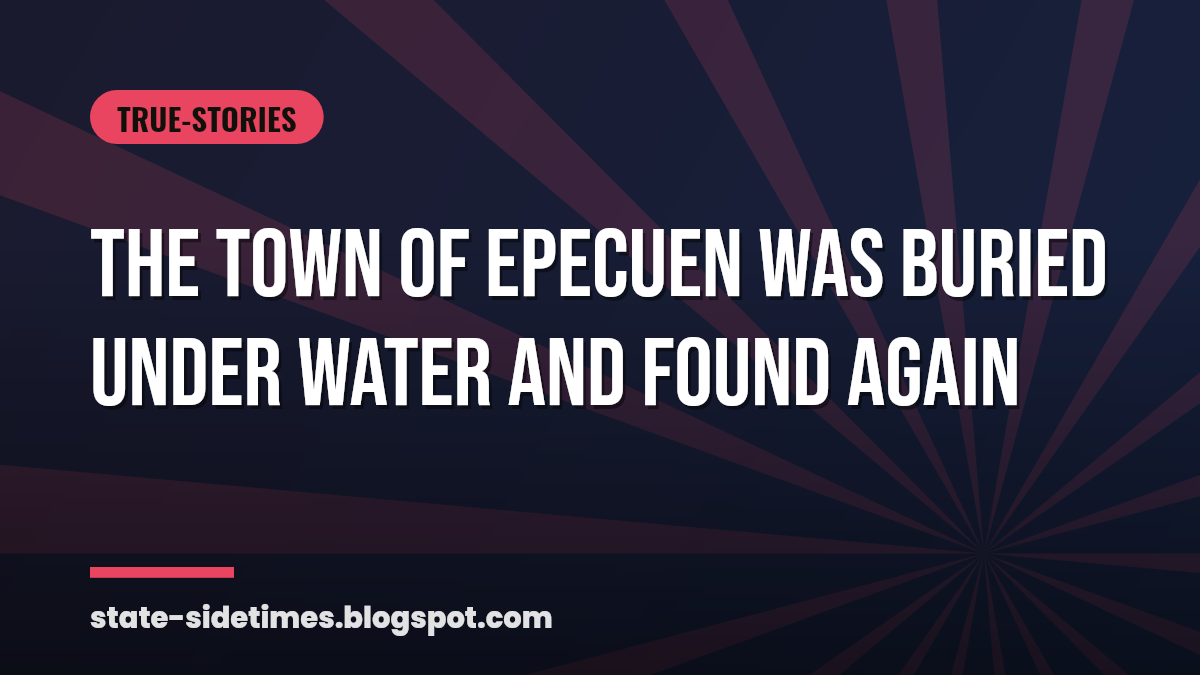 TRUE-STORIES
THE TOWN OF EPECUEN WAS BURIED
UNDER WATER AND FOUND AGAIN
state-sidetimes.blogspot.com